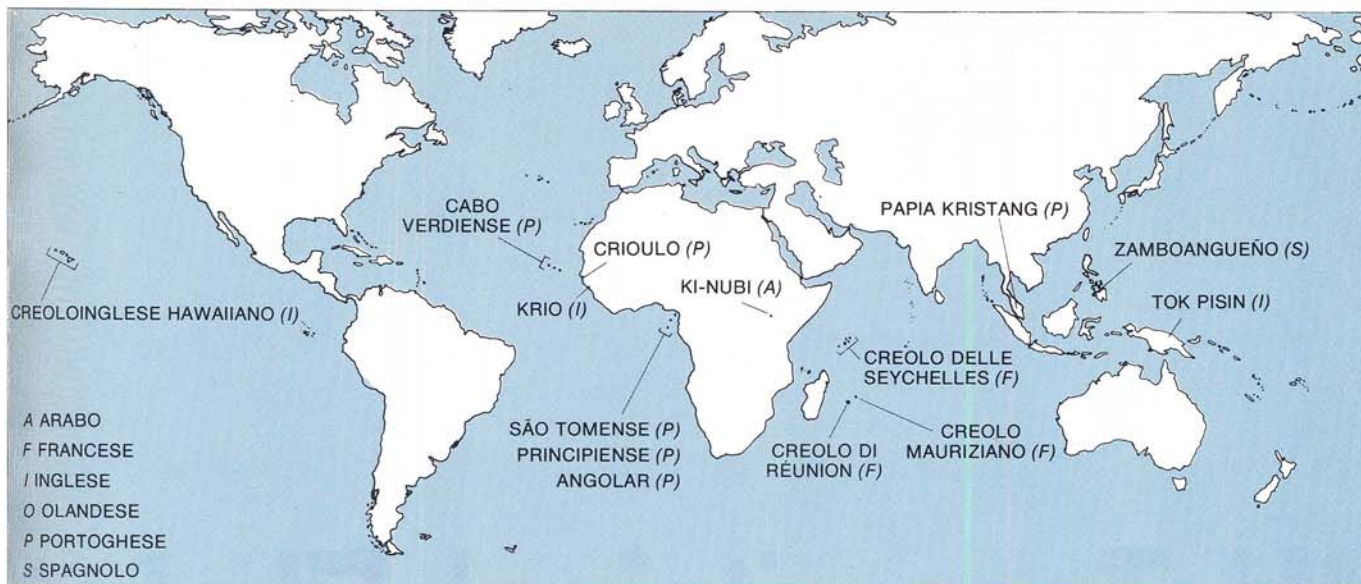 CABO
VERDIENSE (P)
CRIOULO (P)
PAPIA KRISTANG (P)
ZAMBOANGUEÑO (S)
KI-NUBI (A)
KRIO (I)
TOK PISIN (I)
CREOLOINGLESE HAWAIIANO (I)
CREOLO DELLE
SEYCHELLES (F)
SÃO TOMENSE (P)
PRINCIPIENSE (P)
ANGOLAR (P)
CREOLO DI
RÉUNION (F)
CREOLO
MAURIZIANO (F)
A ARABO
F FRANCESE
I INGLESE
O OLANDESE
P PORTOGHESE
S SPAGNOLO